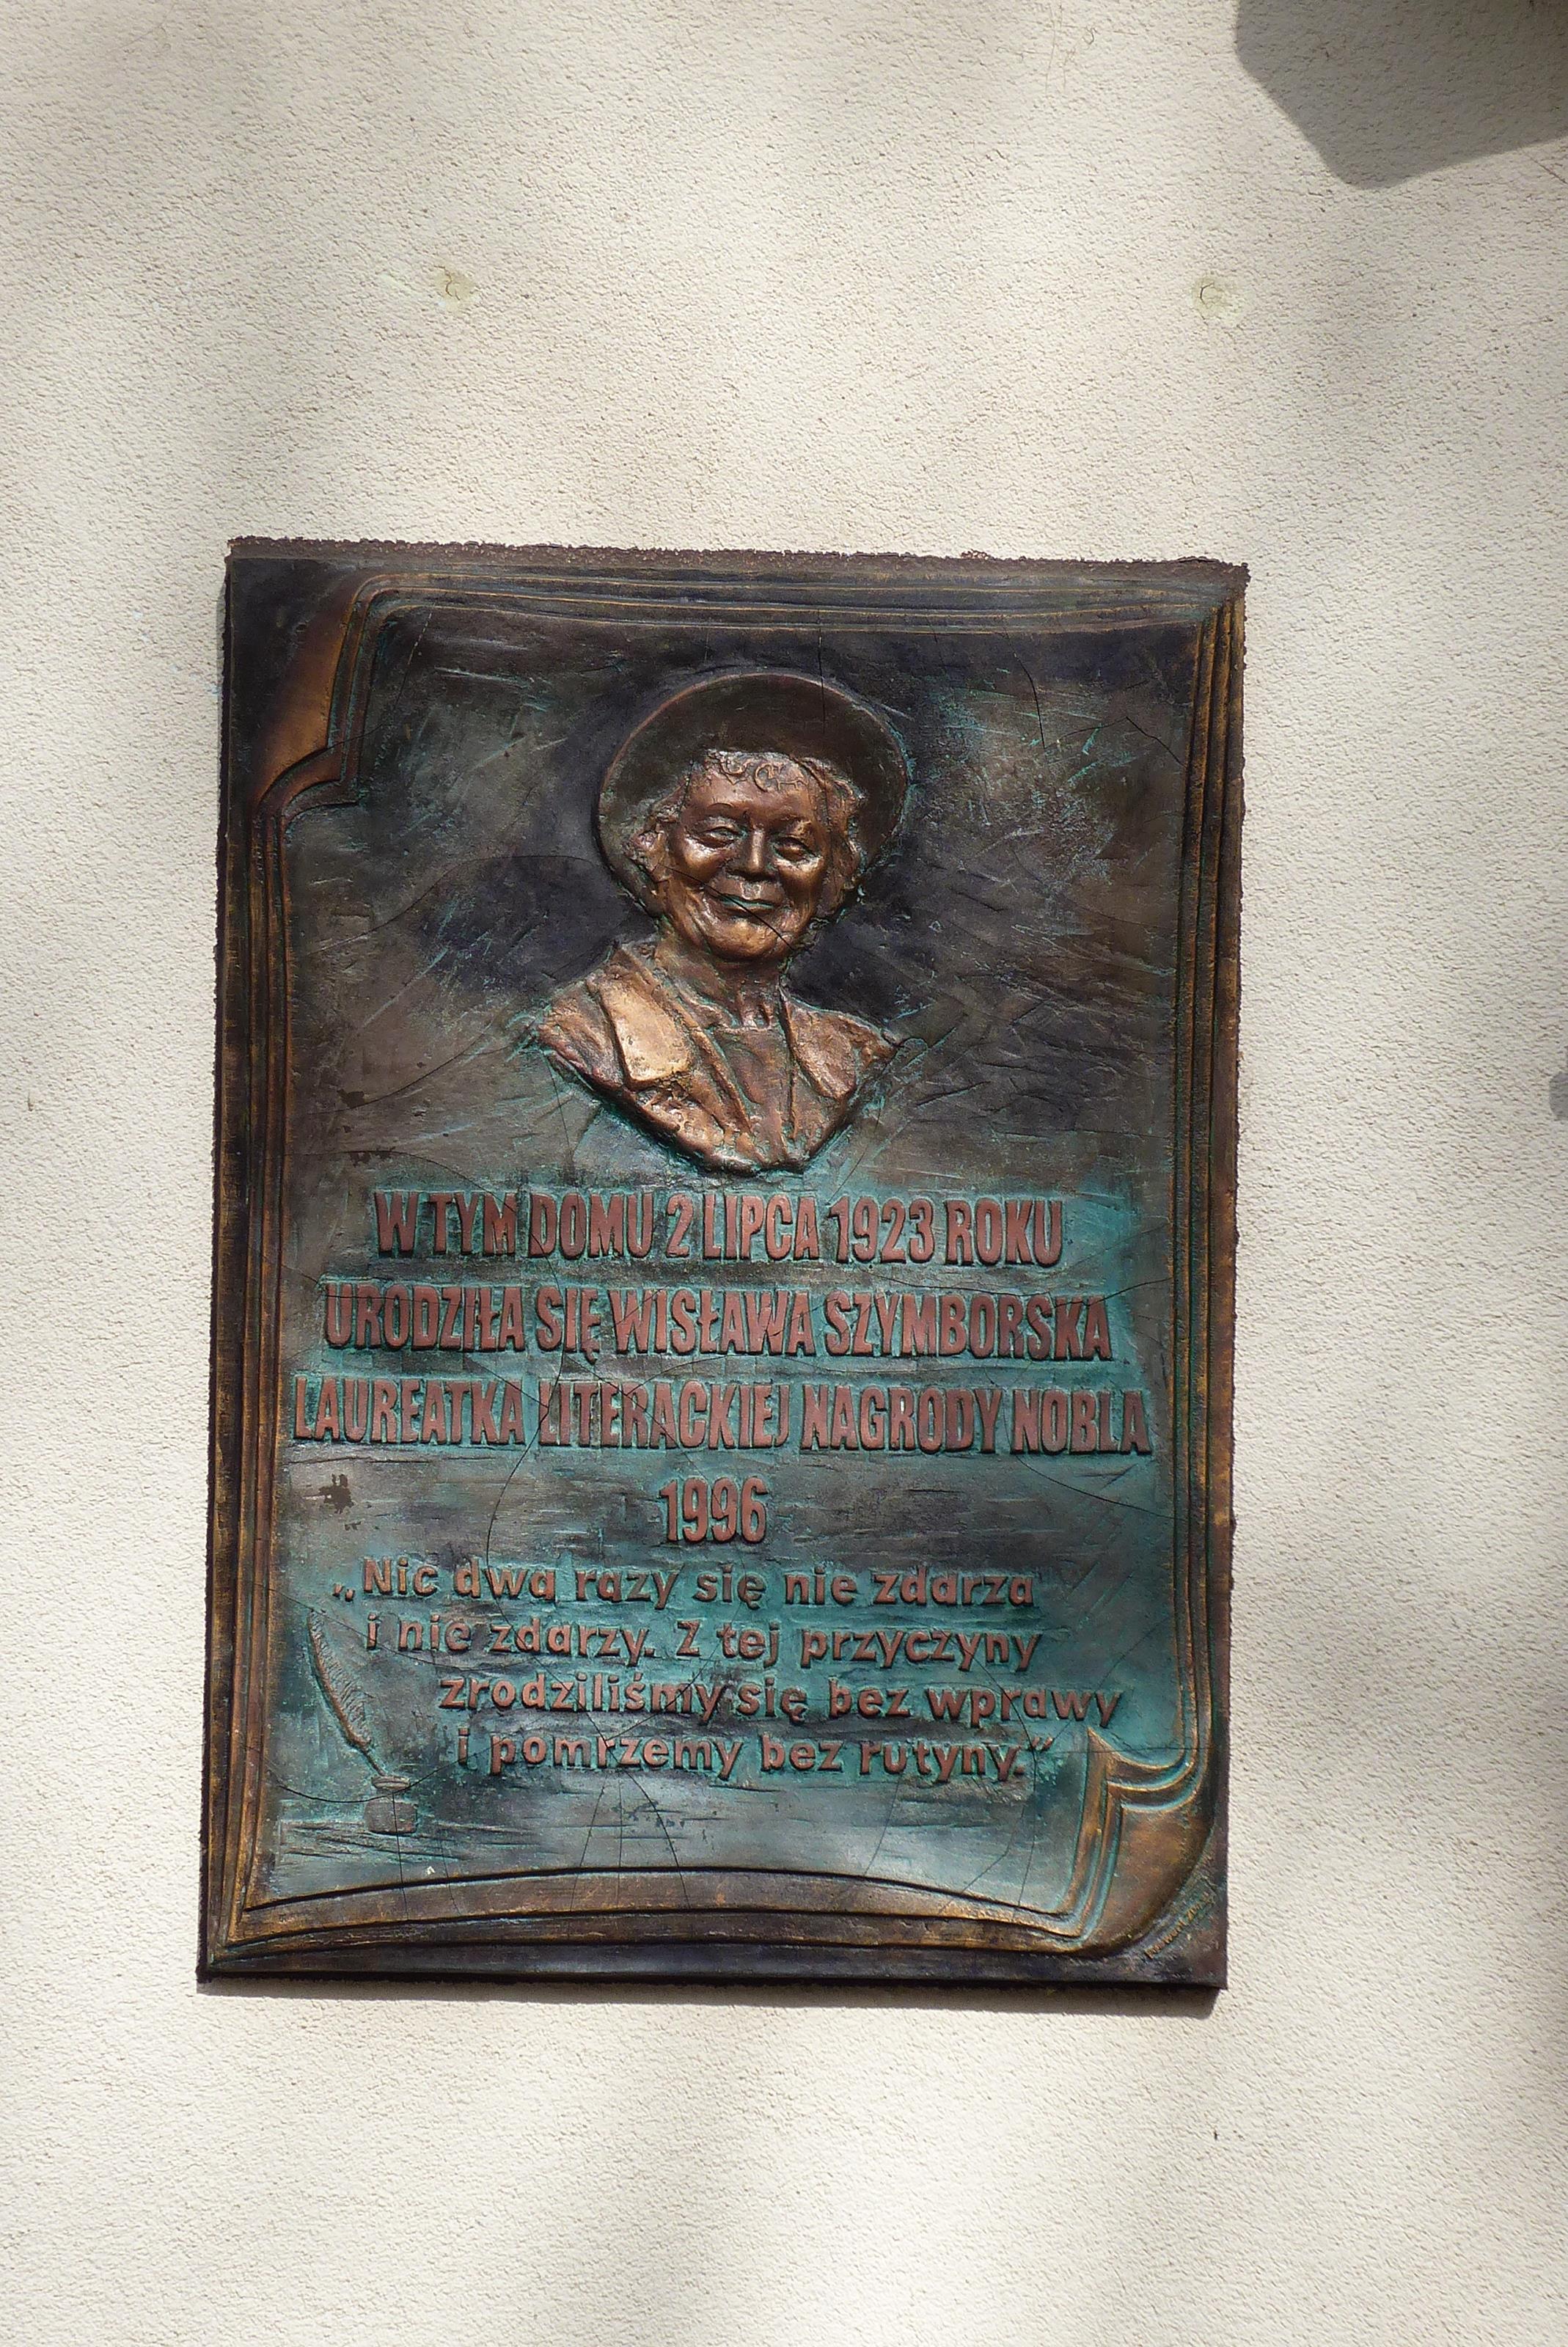 W TYM DOMU 2 LIPCA 1923 ROKU
URODZIŁA SIĘ WISŁAWA SZYMBORSKA
LAUREATKA LITERACKIEJ NAGRODY NOBLA
1996
„Nic dwa razy się nie zdarza
i nie zdarzy. Z tej przyczyny
zrodziliśmy się bez wprawy
i pomrzemy bez rutyny.”